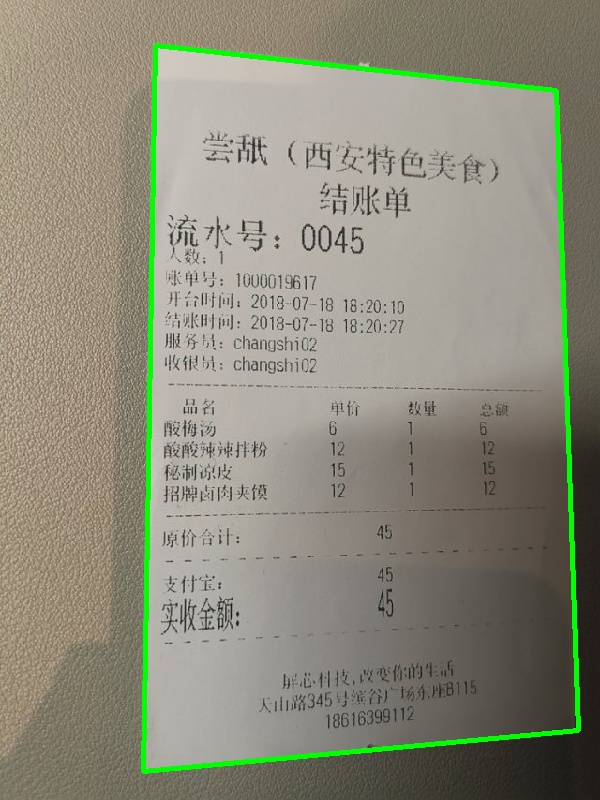 尝舐（西安特色美食）
结账单
流水号：0045
人数：1
账单号：1000019617
开台时间：2018-07-18 18:20:10
结账时间：2018-07-18 18:20:27
服务员：changshi02
收银员：changshi02
品名 单价 数量 总额
酸梅汤 6 1 6
酸酸辣辣拌粉 12 1 12
秘制凉皮 15 1 15
招牌卤肉夹馍 12 1 12
原价合计： 45
支付宝： 45
实收金额： 45
屏芯科技,改变你的生活
天山路345号缤谷广场东座B115
18616399112